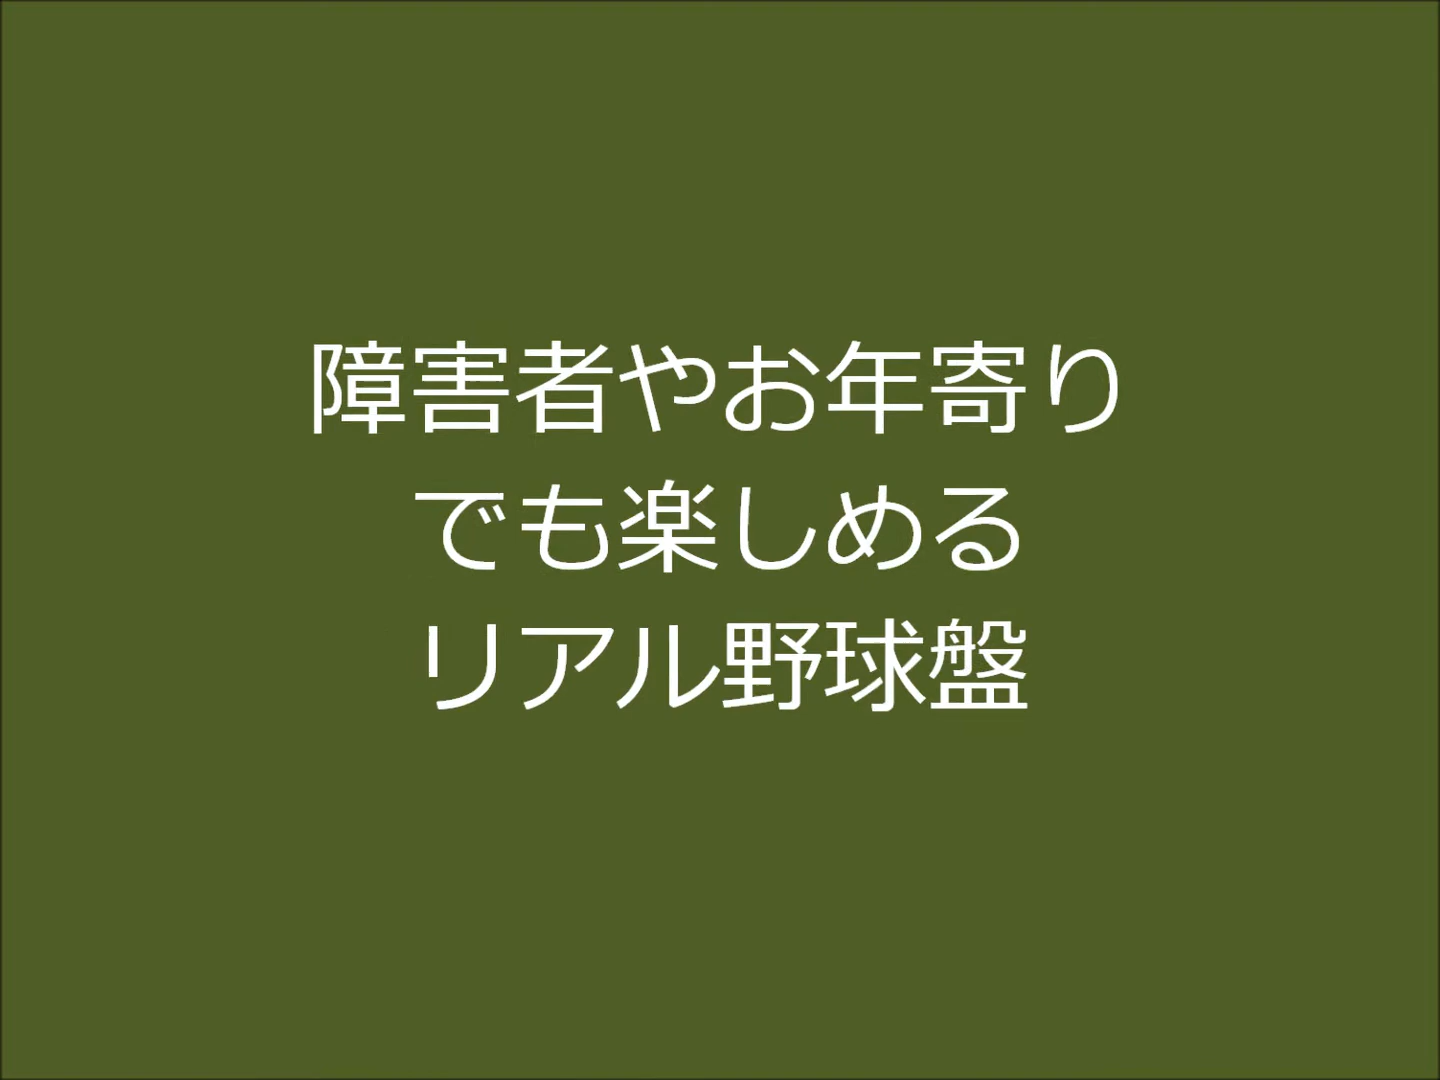 障害者やお年寄り
でも楽しめる
リアル野球盤